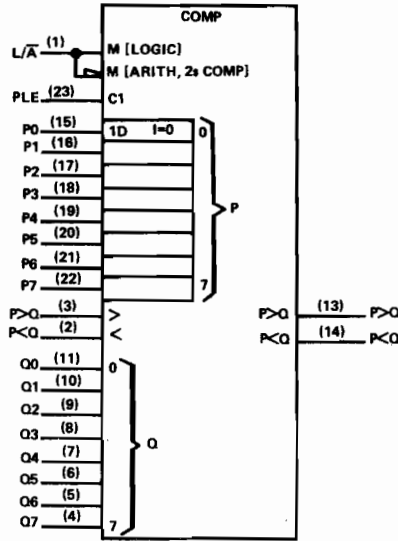 COMP
L/A̅ (1) M [LOGIC]
M [ARITH, 2s COMP]
PLE (23) C1
P0 (15) 1D I=0 0
P1 (16)
P2 (17)
P3 (18)
P4 (19)
P
P5 (20)
P6 (21)
P7 (22) 7
P>Q (3) > P>Q (13) P>Q
P<Q (2) < P<Q (14) P<Q
Q0 (11) 0
Q1 (10)
Q2 (9)
Q3 (8)
Q
Q4 (7)
Q5 (6)
Q6 (5)
Q7 (4) 7